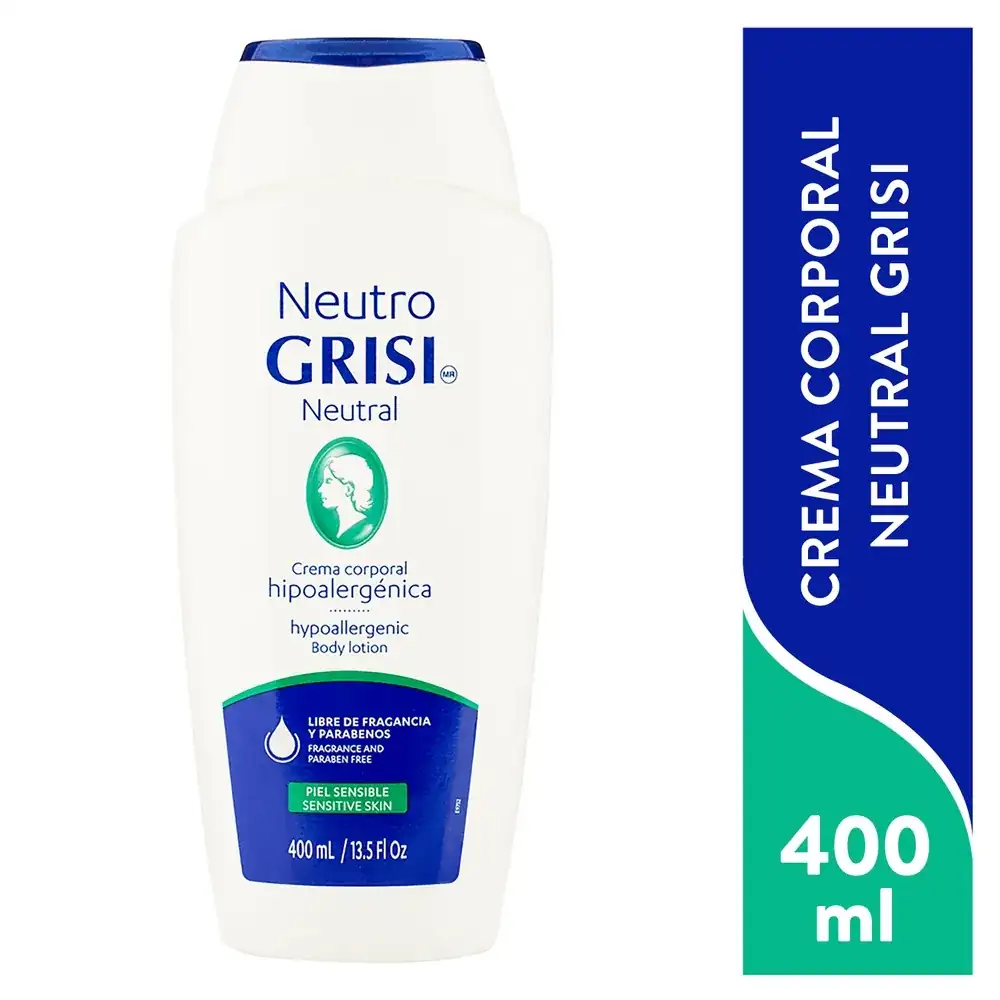 Neutro
GRISI MR
Neutral
Crema corporal
hipoalergénica
hypoallergenic
Body lotion
LIBRE DE FRAGANCIA
Y PARABENOS
FRAGRANCE AND
PARABEN FREE
PIEL SENSIBLE
SENSITIVE SKIN
400 mL / 13.5 Fl Oz
CREMA CORPORAL
NEUTRAL GRISI
400
ml